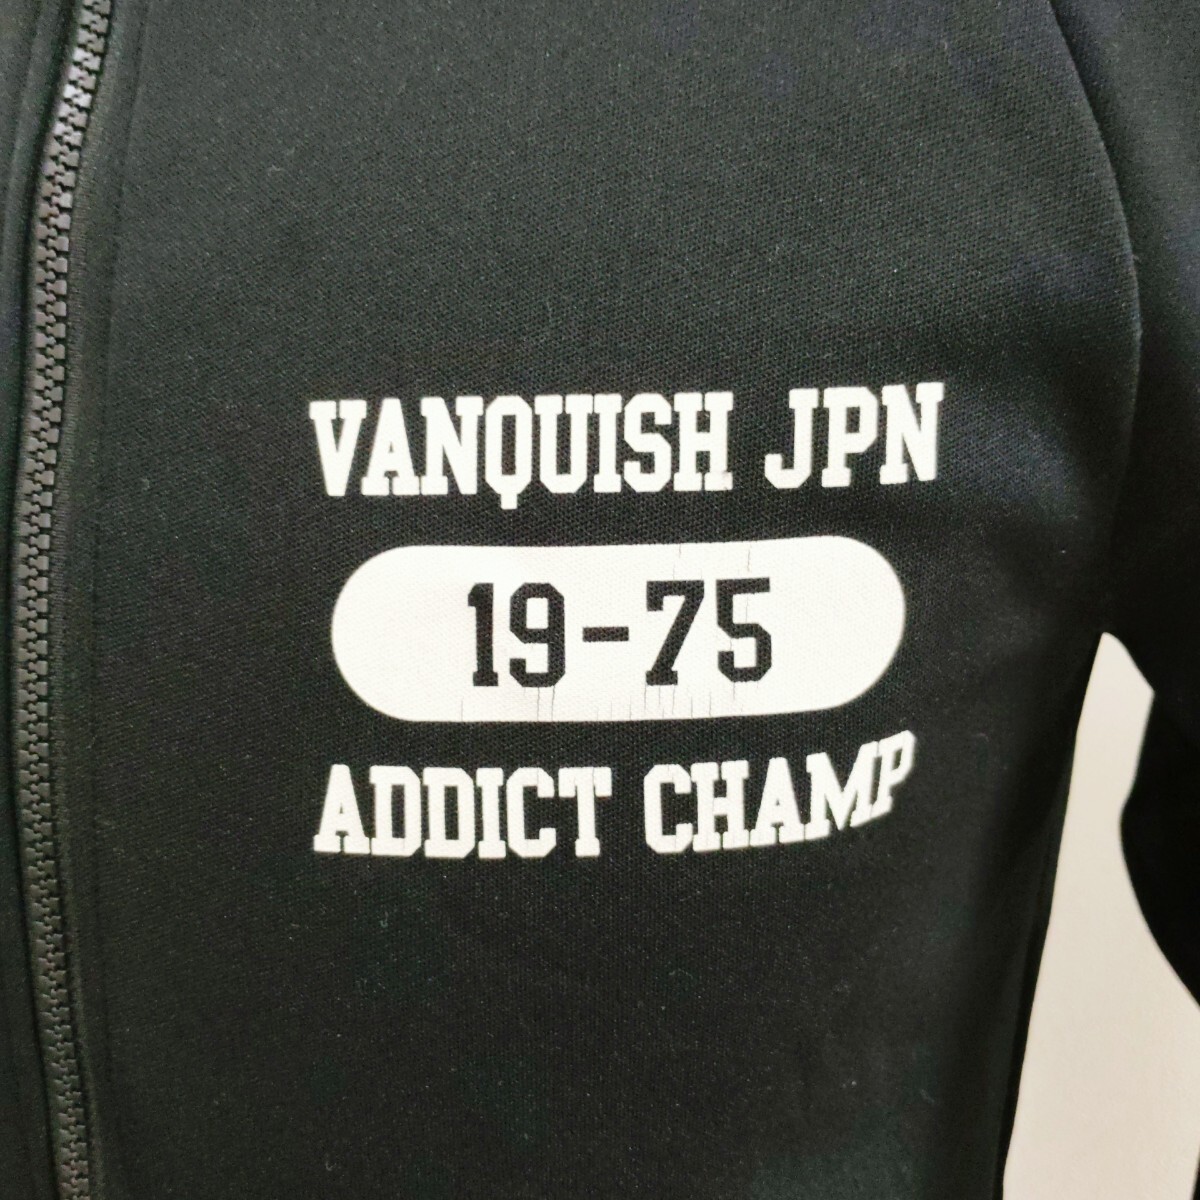 VANQUISH JPN
19-75
ADDICT CHAMP